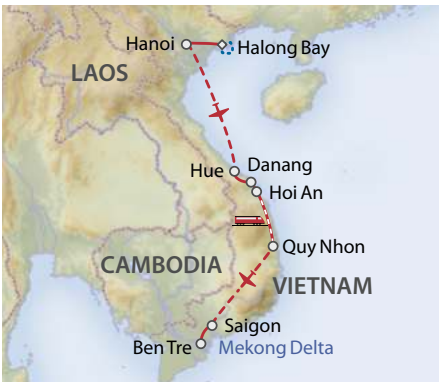 Hanoi
Halong Bay
LAOS
Hue
Danang
Hoi An
Quy Nhon
CAMBODIA
VIETNAM
Saigon
Ben Tre
Mekong Delta